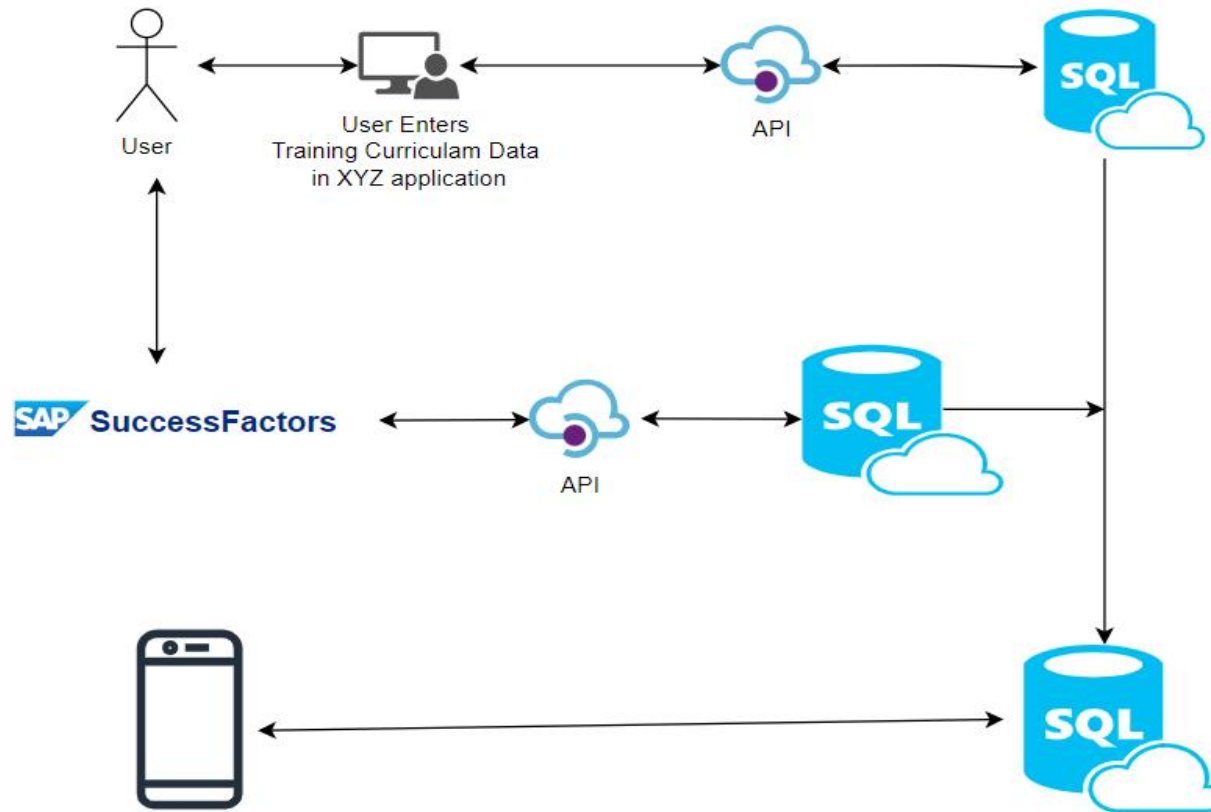 SQL
User
User Enters
Training Curriculam Data
in XYZ application
API
SAP SuccessFactors
SQL
API
SQL